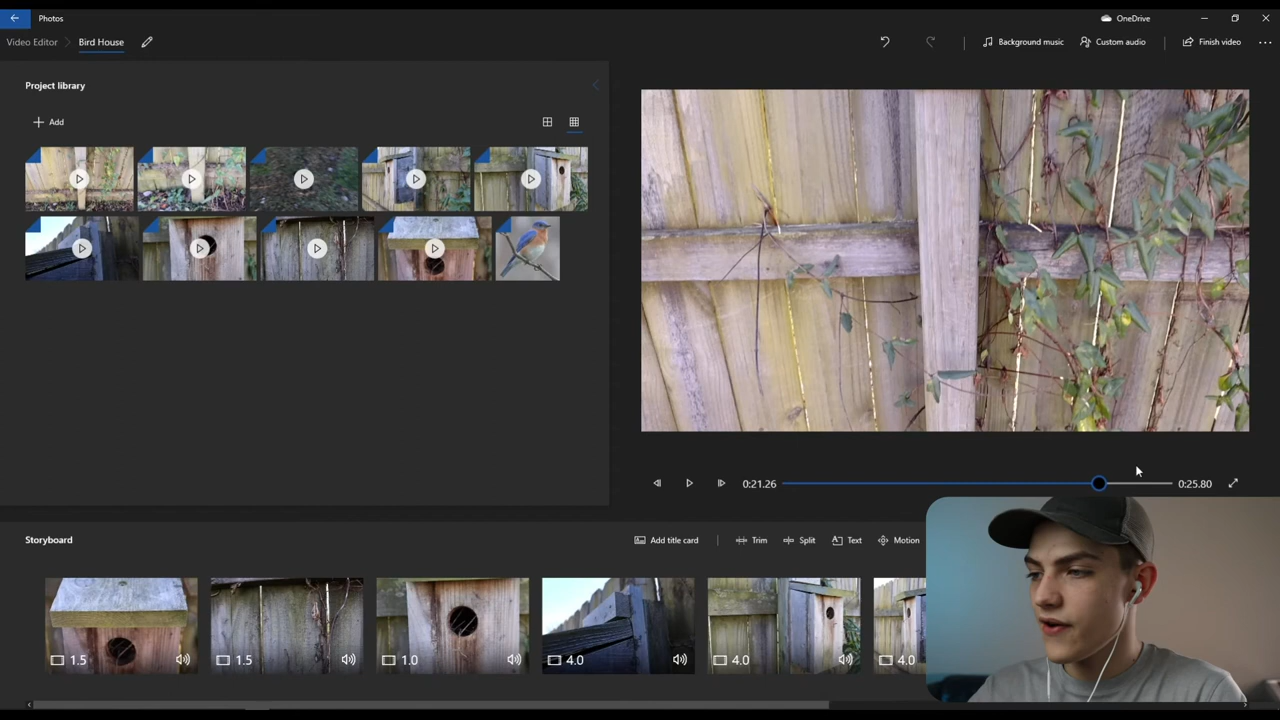 Photos
OneDrive
Video Editor
Bird House
Background music
Custom audio
Finish video
Project library
Add
0:21.26
0:25.80
Storyboard
Add title card
Trim
Split
Text
Motion
1.5
1.5
1.0
4.0
4.0
4.0